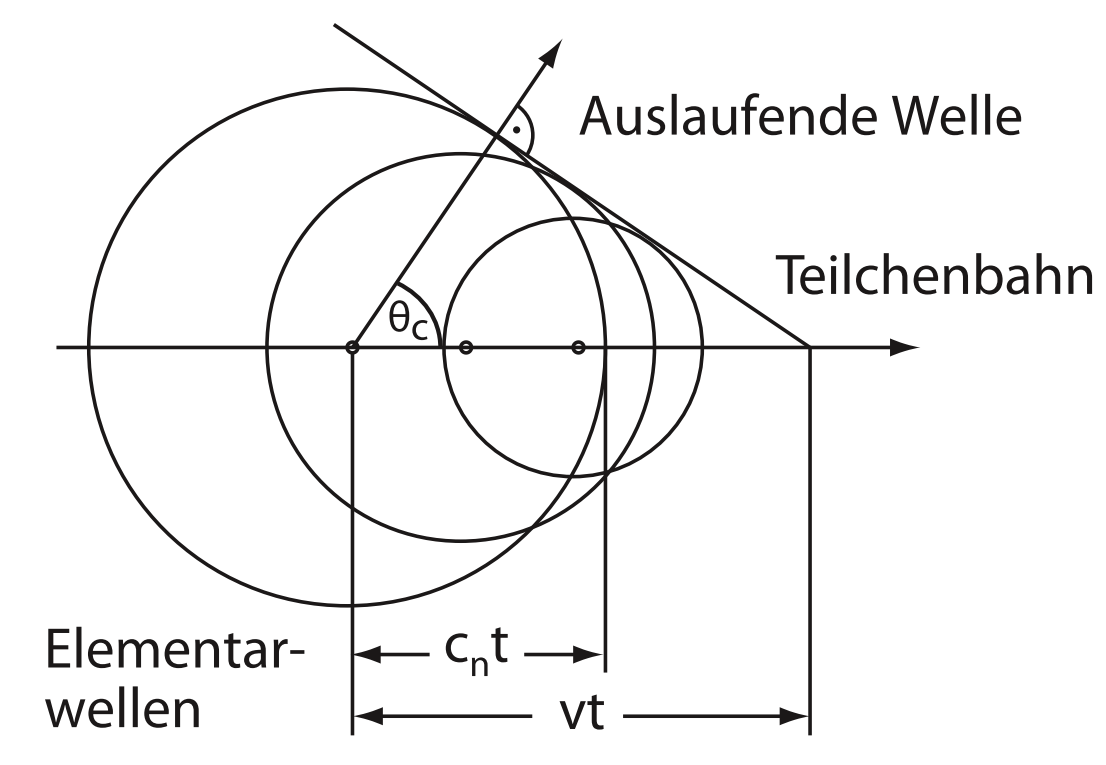 Auslaufende Welle
Teilchenbahn
θc
Elementar-
wellen
cnt
vt